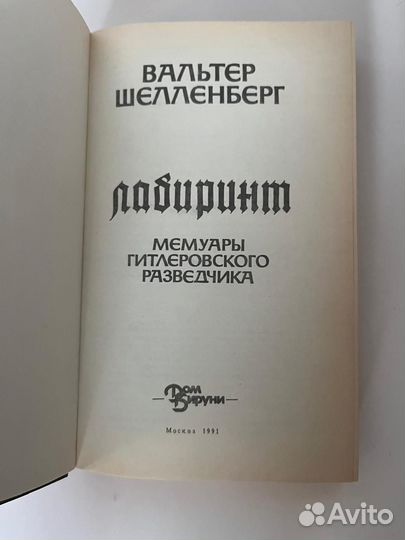 ВАЛЬТЕР
ШЕЛЛЕНБЕРГ
лабиринт
МЕМУАРЫ
ГИТЛЕРОВСКОГО
РАЗВЕДЧИКА
Дом
Бируни
Москва 1991
Avito